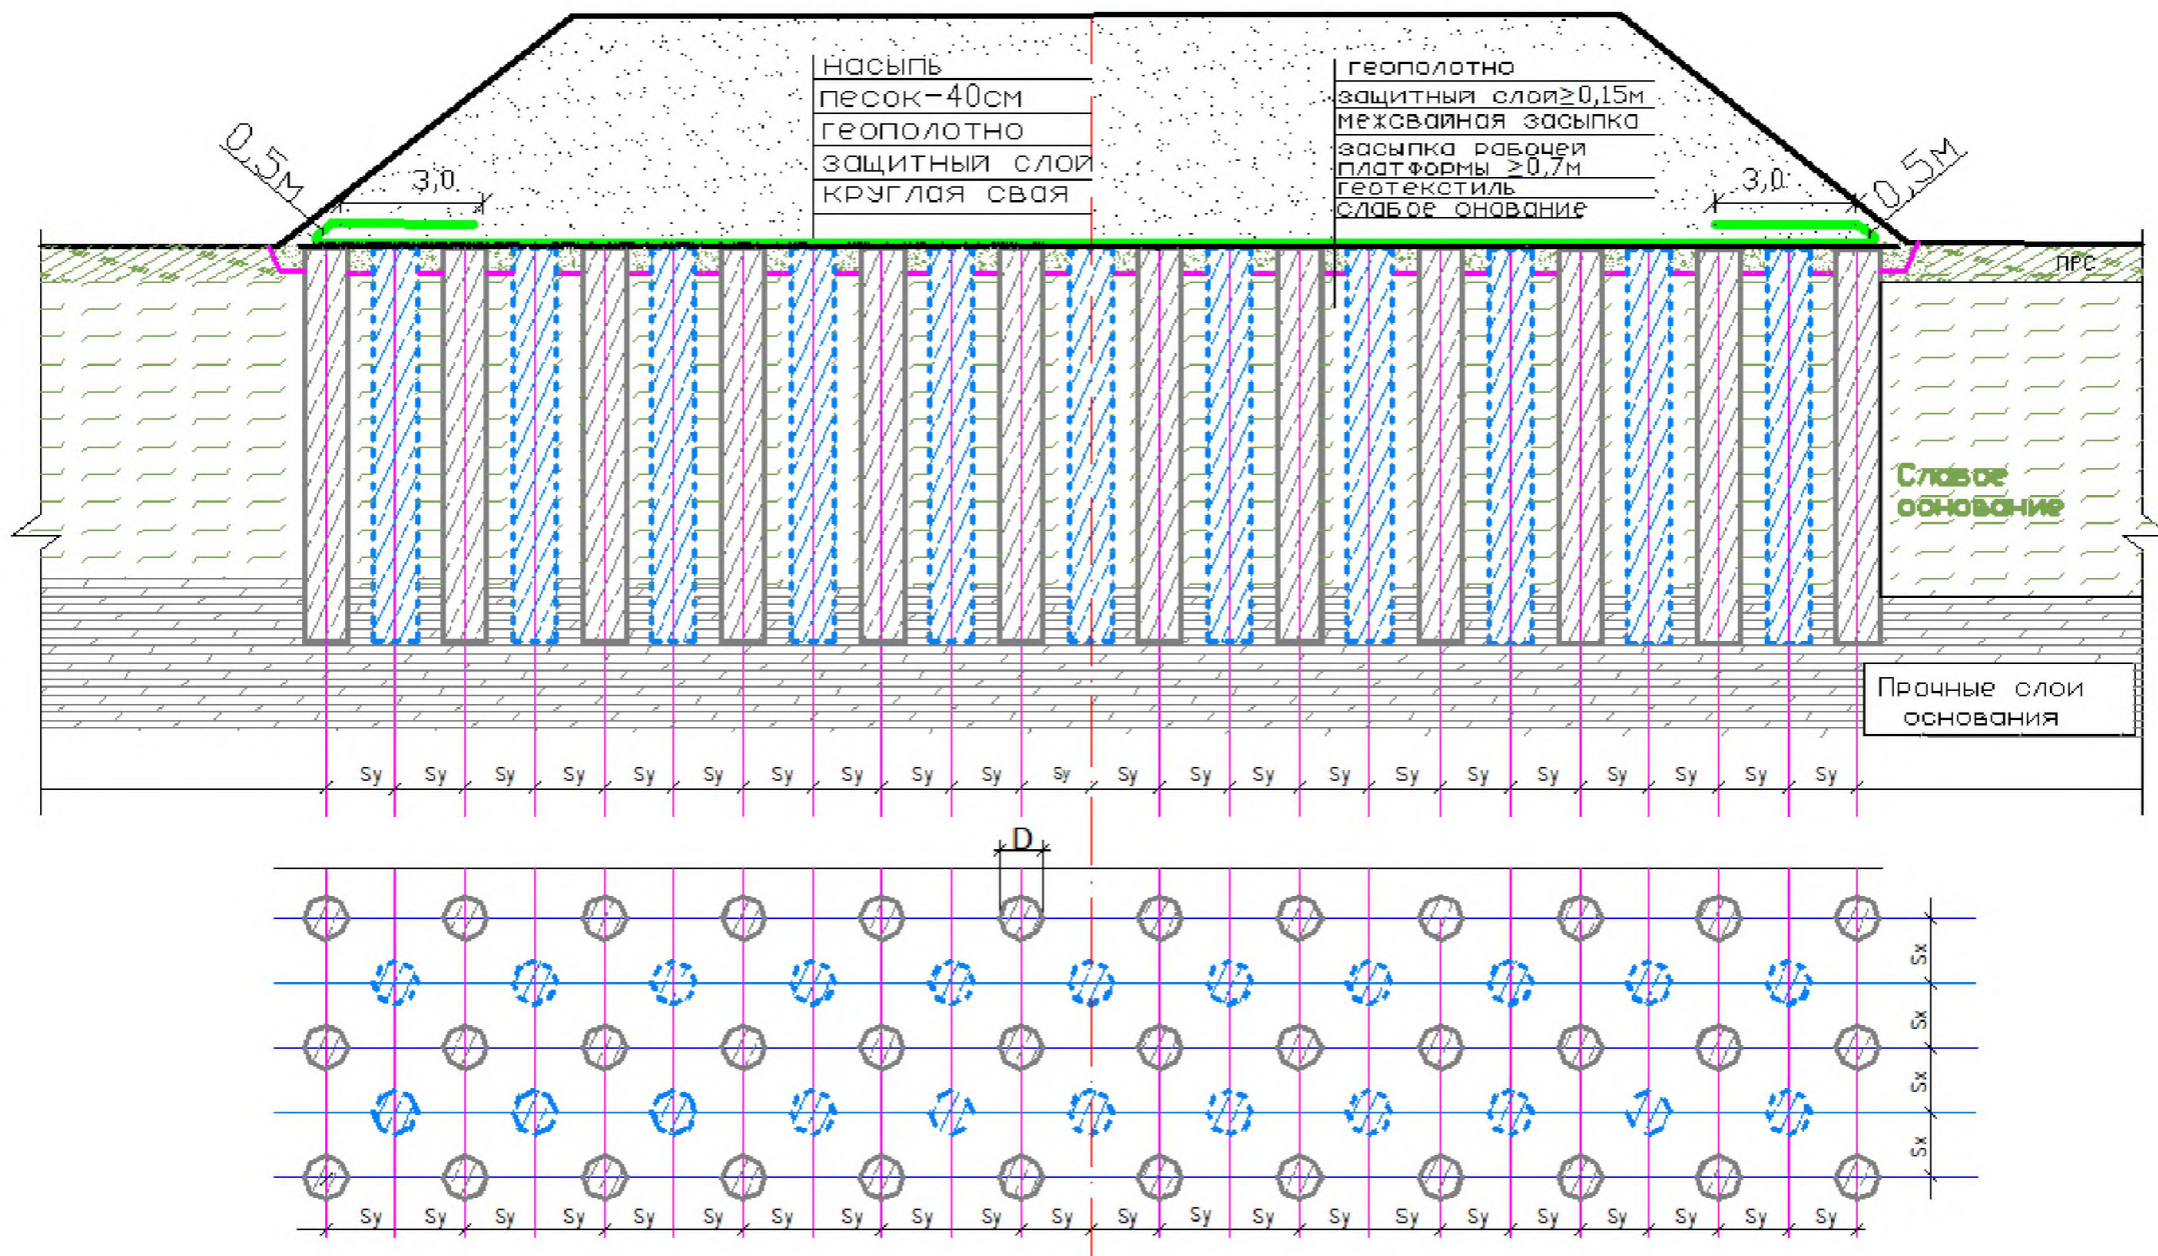 насыпь
песок-40см
геополотно
защитный слой
круглая свая
геополотно
защитный слой≥0,15м
межсвайная засыпка
засыпка рабочей
платформы ≥0,7м
геотекстиль
слабое онование
0,5м
3,0
3,0
0,5м
ПРС
Слабое
основание
Прочные слои
основания
Sy Sy Sy Sy Sy Sy Sy Sy Sy Sy Sy Sy Sy Sy Sy Sy Sy Sy Sy Sy Sy Sy
D
Sx
Sx
Sx
Sx
Sy Sy Sy Sy Sy Sy Sy Sy Sy Sy Sy Sy Sy Sy Sy Sy Sy Sy Sy Sy Sy Sy